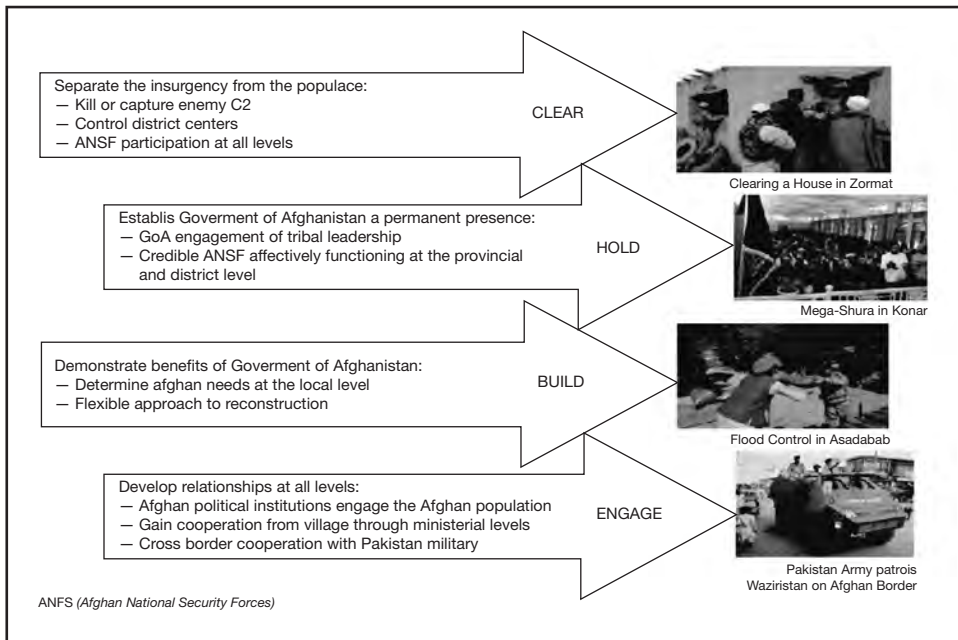 Separate the insurgency from the populace:
— Kill or capture enemy C2
— Control district centers
— ANSF participation at all levels
CLEAR
Clearing a House in Zormat
Establis Goverment of Afghanistan a permanent presence:
— GoA engagement of tribal leadership
— Credible ANSF affectively functioning at the provincial
and district level
HOLD
Mega-Shura in Konar
Demonstrate benefits of Goverment of Afghanistan:
— Determine afghan needs at the local level
— Flexible approach to reconstruction
BUILD
Flood Control in Asadabab
Develop relationships at all levels:
— Afghan political institutions engage the Afghan population
— Gain cooperation from village through ministerial levels
— Cross border cooperation with Pakistan military
ENGAGE
Pakistan Army patrois
Waziristan on Afghan Border
ANFS (Afghan National Security Forces)